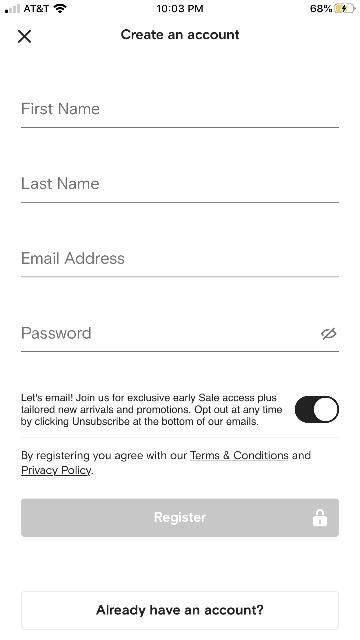 AT&T 10:03 PM 68%
Create an account
First Name
Last Name
Email Address
Password
Let's email! Join us for exclusive early Sale access plus
tailored new arrivals and promotions. Opt out at any time
by clicking Unsubscribe at the bottom of our emails.
By registering you agree with our Terms & Conditions and
Privacy Policy.
Register
Already have an account?